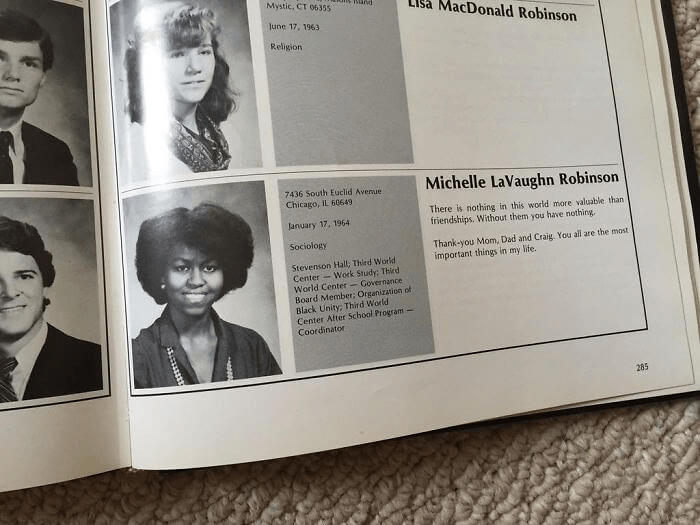 Mystic, CT 06355
June 17, 1963
Religion
Lisa MacDonald Robinson
7436 South Euclid Avenue
Chicago, IL 60649
January 17, 1964
Sociology
Stevenson Hall; Third World
Center — Work Study; Third
World Center — Governance
Board Member; Organization of
Black Unity; Third World
Center After School Program —
Coordinator
Michelle LaVaughn Robinson
There is nothing in this world more valuable than
friendships. Without them you have nothing.
Thank-you Mom, Dad and Craig. You all are the most
important things in my life.
285